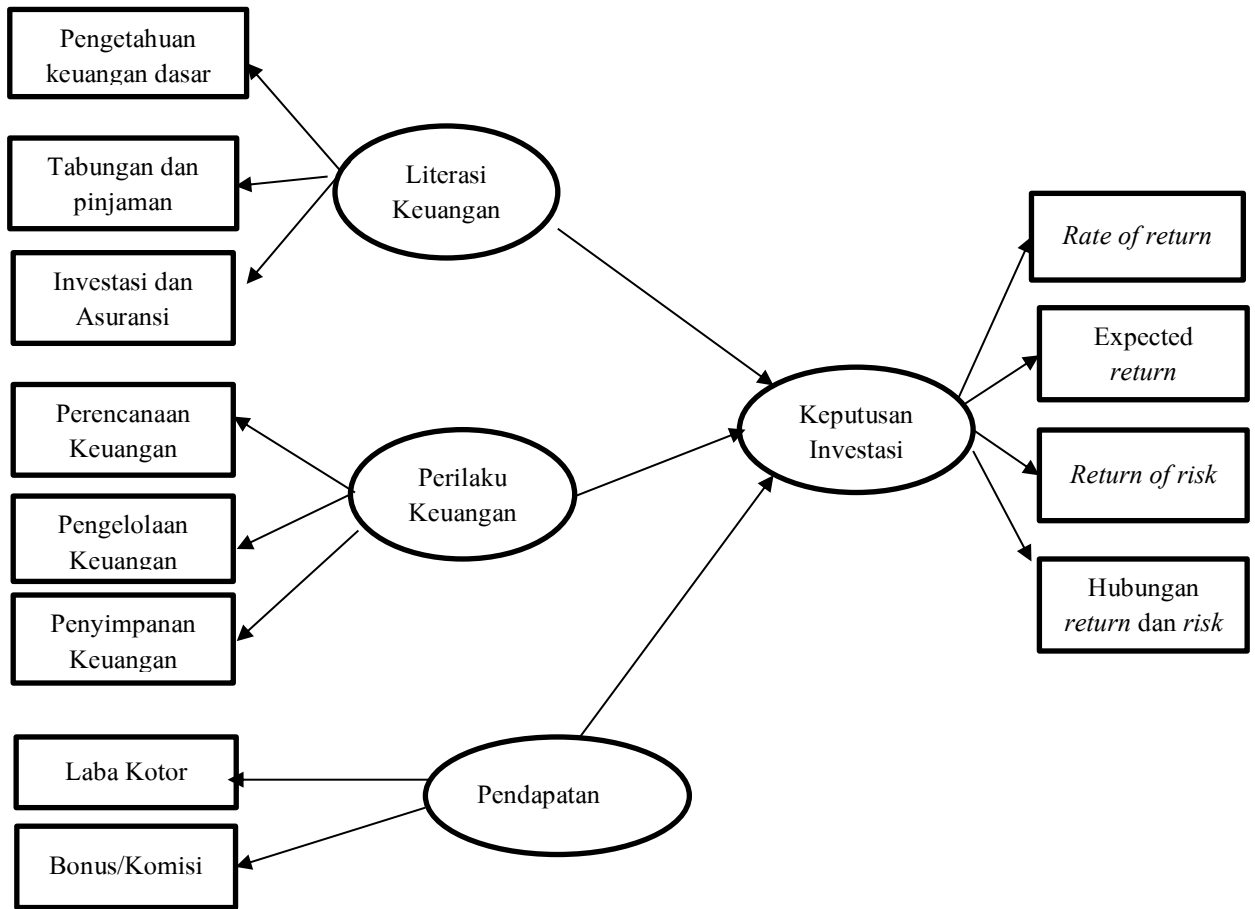 Pengetahuan
keuangan dasar
Tabungan dan
pinjaman
Investasi dan
Asuransi
Literasi
Keuangan
Perencanaan
Keuangan
Pengelolaan
Keuangan
Penyimpanan
Keuangan
Perilaku
Keuangan
Laba Kotor
Bonus/Komisi
Pendapatan
Keputusan
Investasi
Rate of return
Expected
return
Return of risk
Hubungan
return dan risk